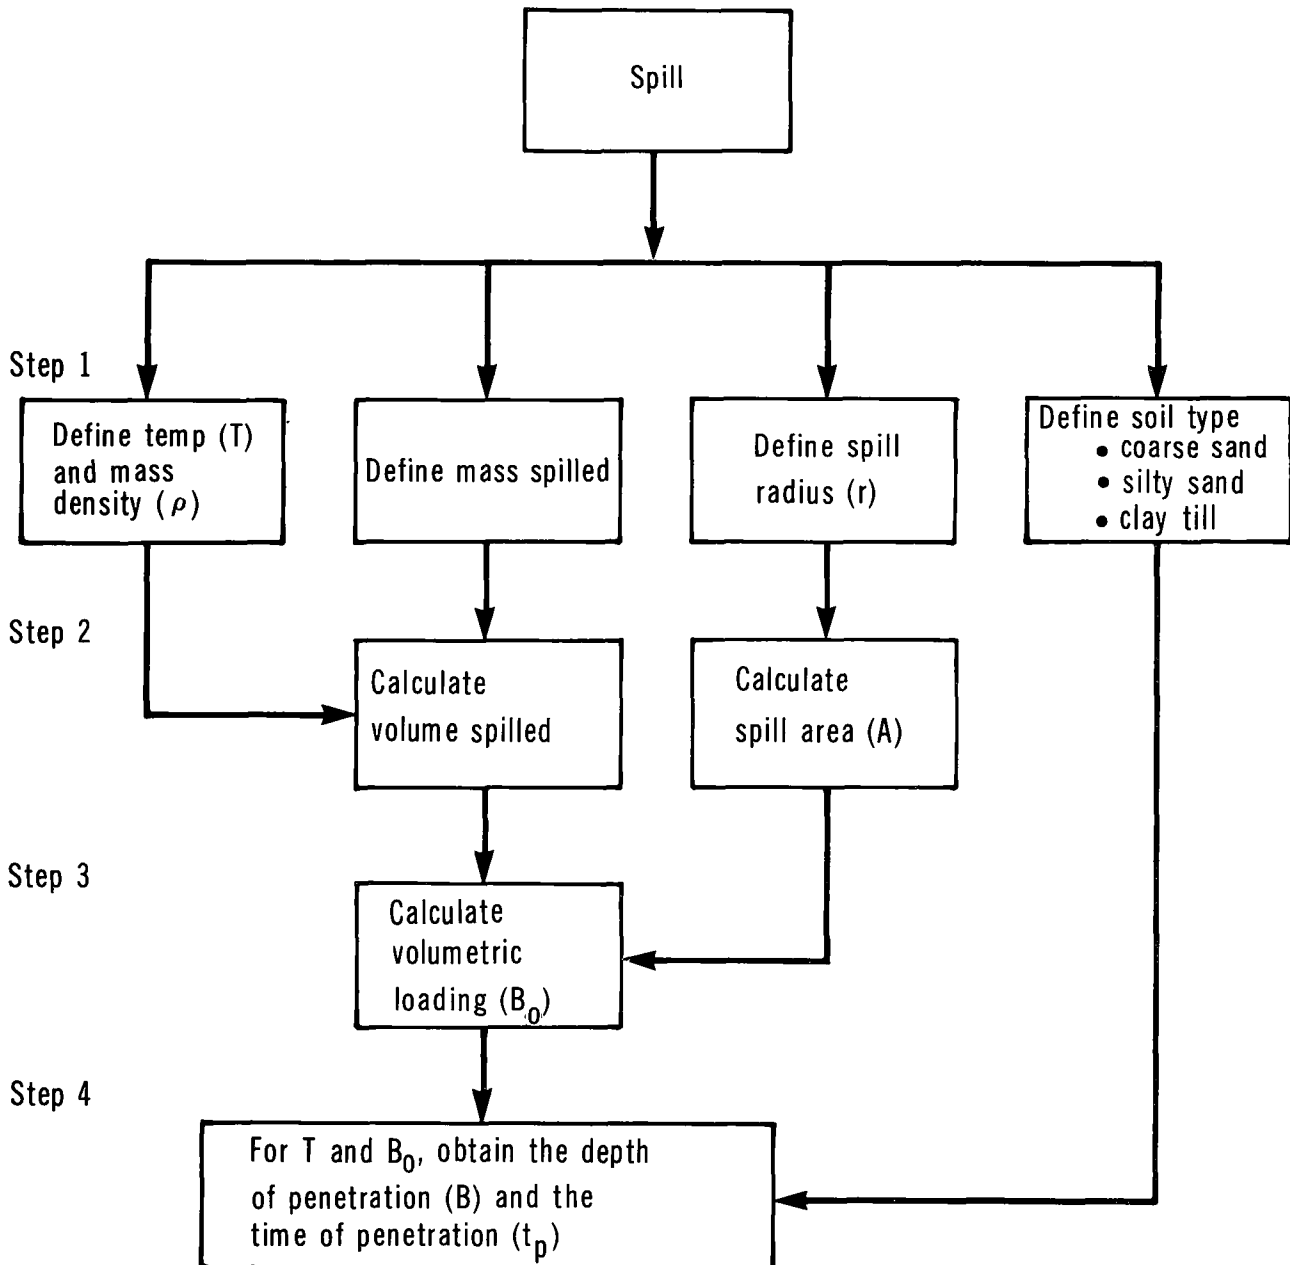 Spill
Step 1
Define temp (T)
and mass
density (ρ)
Define mass spilled
Define spill
radius (r)
Define soil type
• coarse sand
• silty sand
• clay till
Step 2
Calculate
volume spilled
Calculate
spill area (A)
Step 3
Calculate
volumetric
loading (B₀)
Step 4
For T and B₀, obtain the depth
of penetration (B) and the
time of penetration (tₚ)